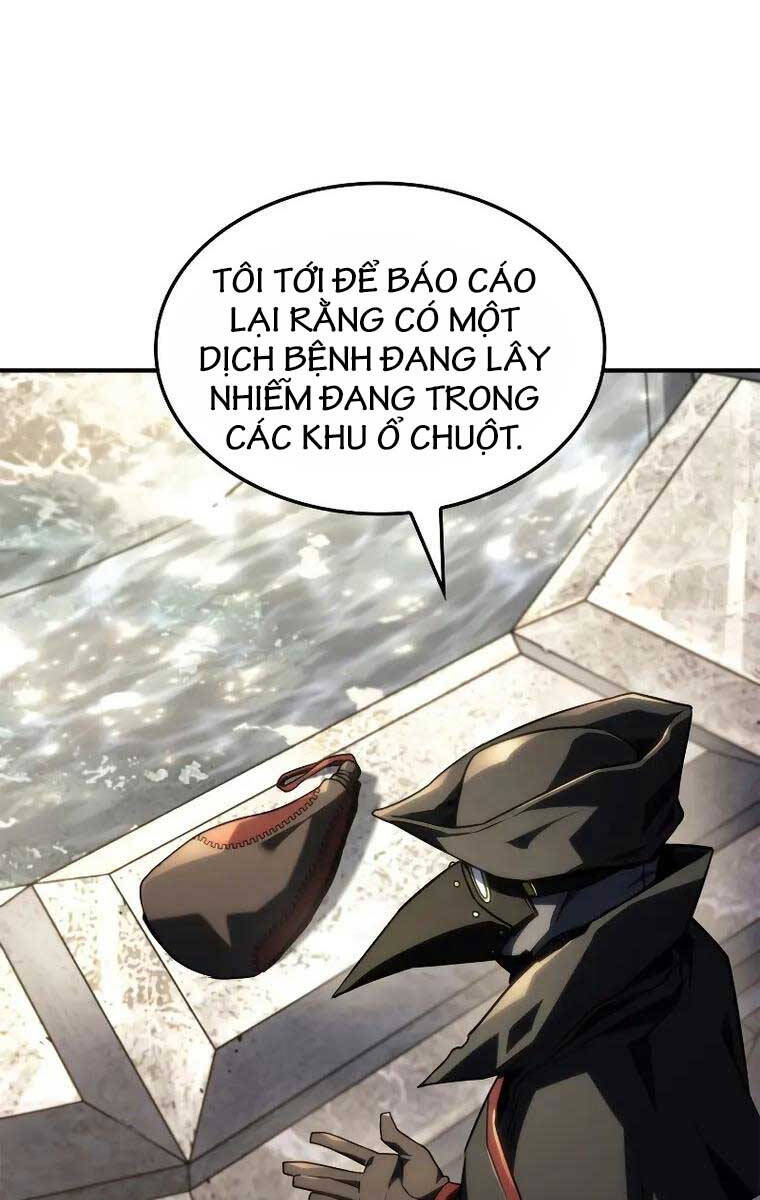 TÔI TỚI ĐỂ BÁO CÁO
LẠI RẰNG CÓ MỘT
DỊCH BỆNH ĐANG LÂY
NHIỄM ĐANG TRONG
CÁC KHU Ổ CHUỘT.